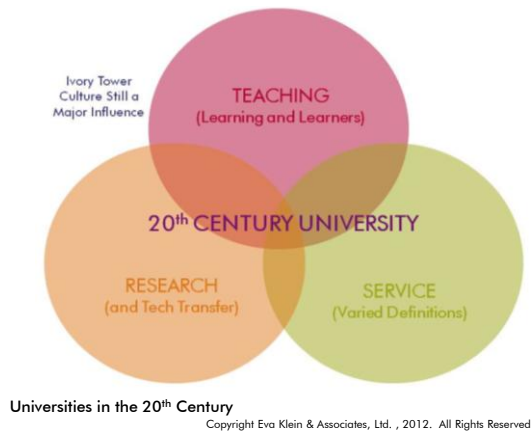 Ivory Tower
Culture Still a
Major Influence
TEACHING
(Learning and Learners)
20th CENTURY UNIVERSITY
RESEARCH
(and Tech Transfer)
SERVICE
(Varied Definitions)
Universities in the 20th Century
Copyright Eva Klein & Associates, Ltd. , 2012. All Rights Reserved